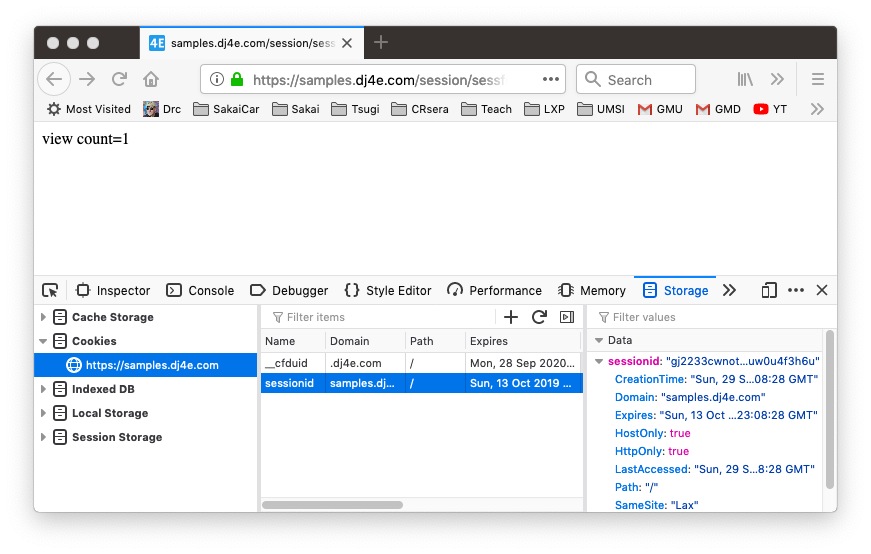 4E samples.dj4e.com/session/sess
https://samples.dj4e.com/session/sessf
Search
Most Visited Drc SakaiCar Sakai Tsugi CRsera Teach LXP UMSI GMU GMD YT
view count=1
Inspector Console Debugger Style Editor Performance Memory Storage
Cache Storage
Cookies
https://samples.dj4e.com
Indexed DB
Local Storage
Session Storage
Filter items
Name Domain Path Expires
__cfduid .dj4e.com / Mon, 28 Sep 2020...
sessionid samples.dj... / Sun, 13 Oct 2019 ...
Filter values
Data
sessionid: "gj2233cwnot...uw0u4f3h6u"
CreationTime: "Sun, 29 S...08:28 GMT"
Domain: "samples.dj4e.com"
Expires: "Sun, 13 Oct ...23:08:28 GMT"
HostOnly: true
HttpOnly: true
LastAccessed: "Sun, 29 S...8:28 GMT"
Path: "/"
SameSite: "Lax"